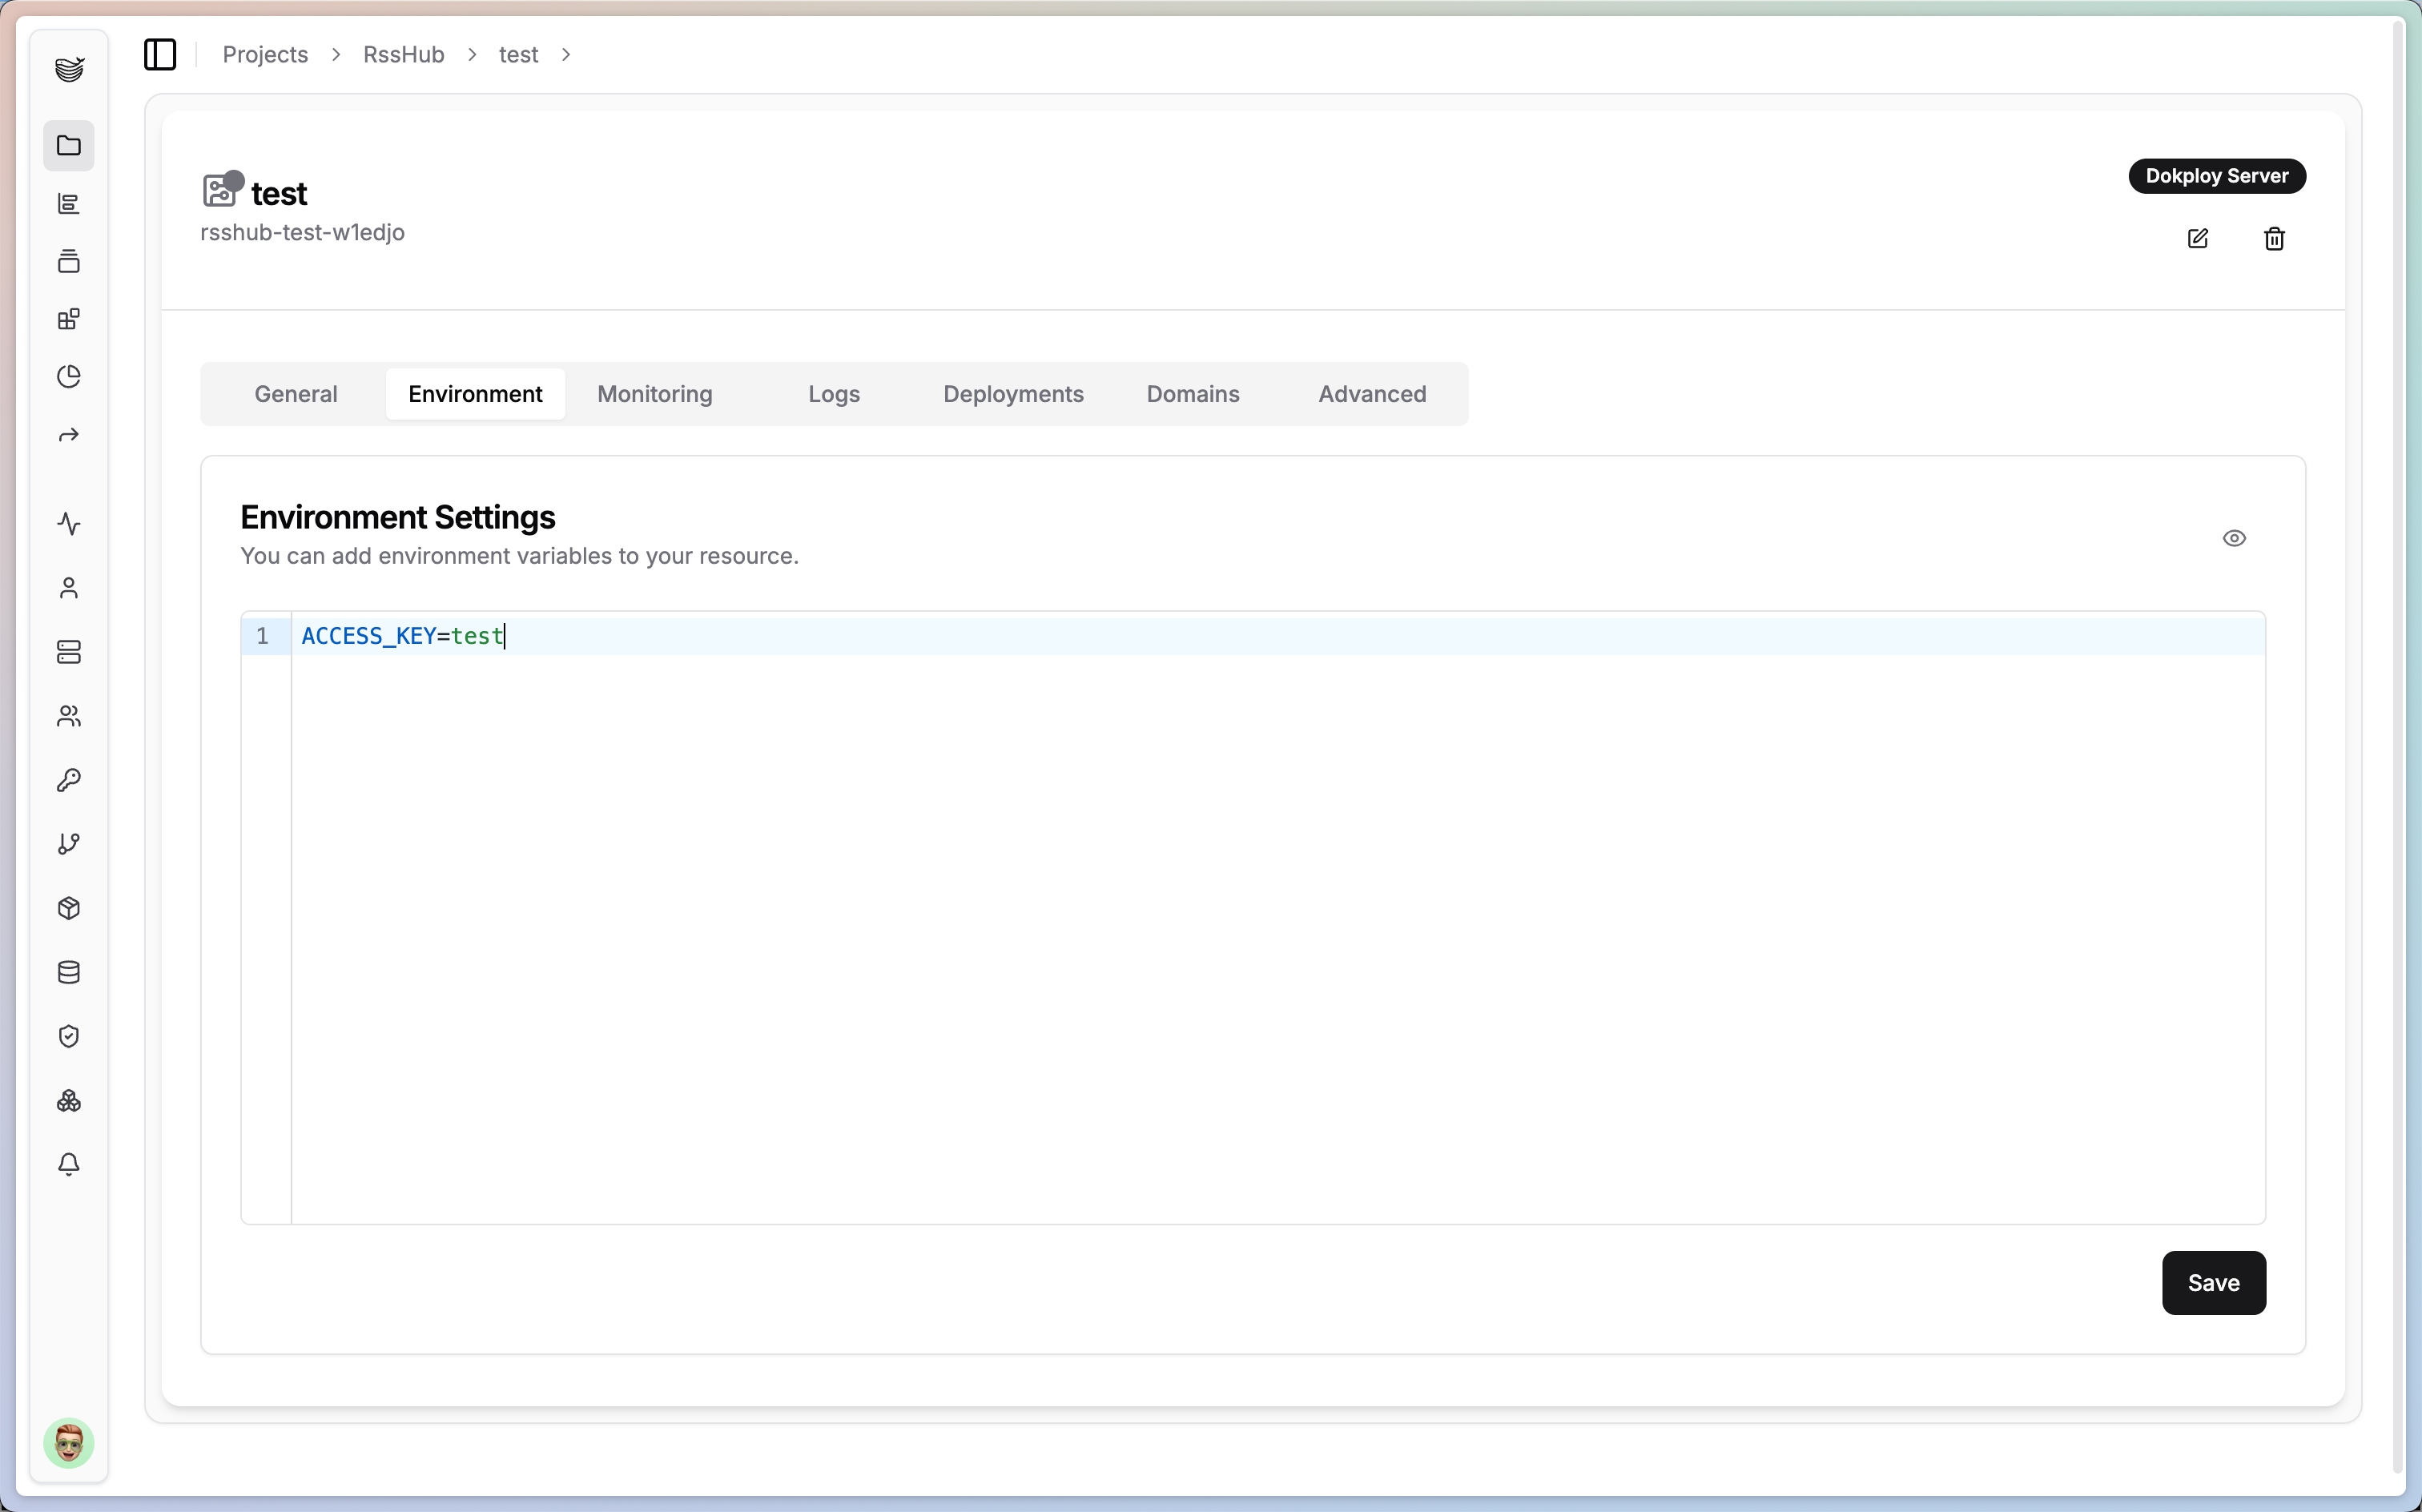 Projects > RssHub > test >
test
rsshub-test-w1edjo
Dokploy Server
General Environment Monitoring Logs Deployments Domains Advanced
Environment Settings
You can add environment variables to your resource.
1 ACCESS_KEY=test
Save